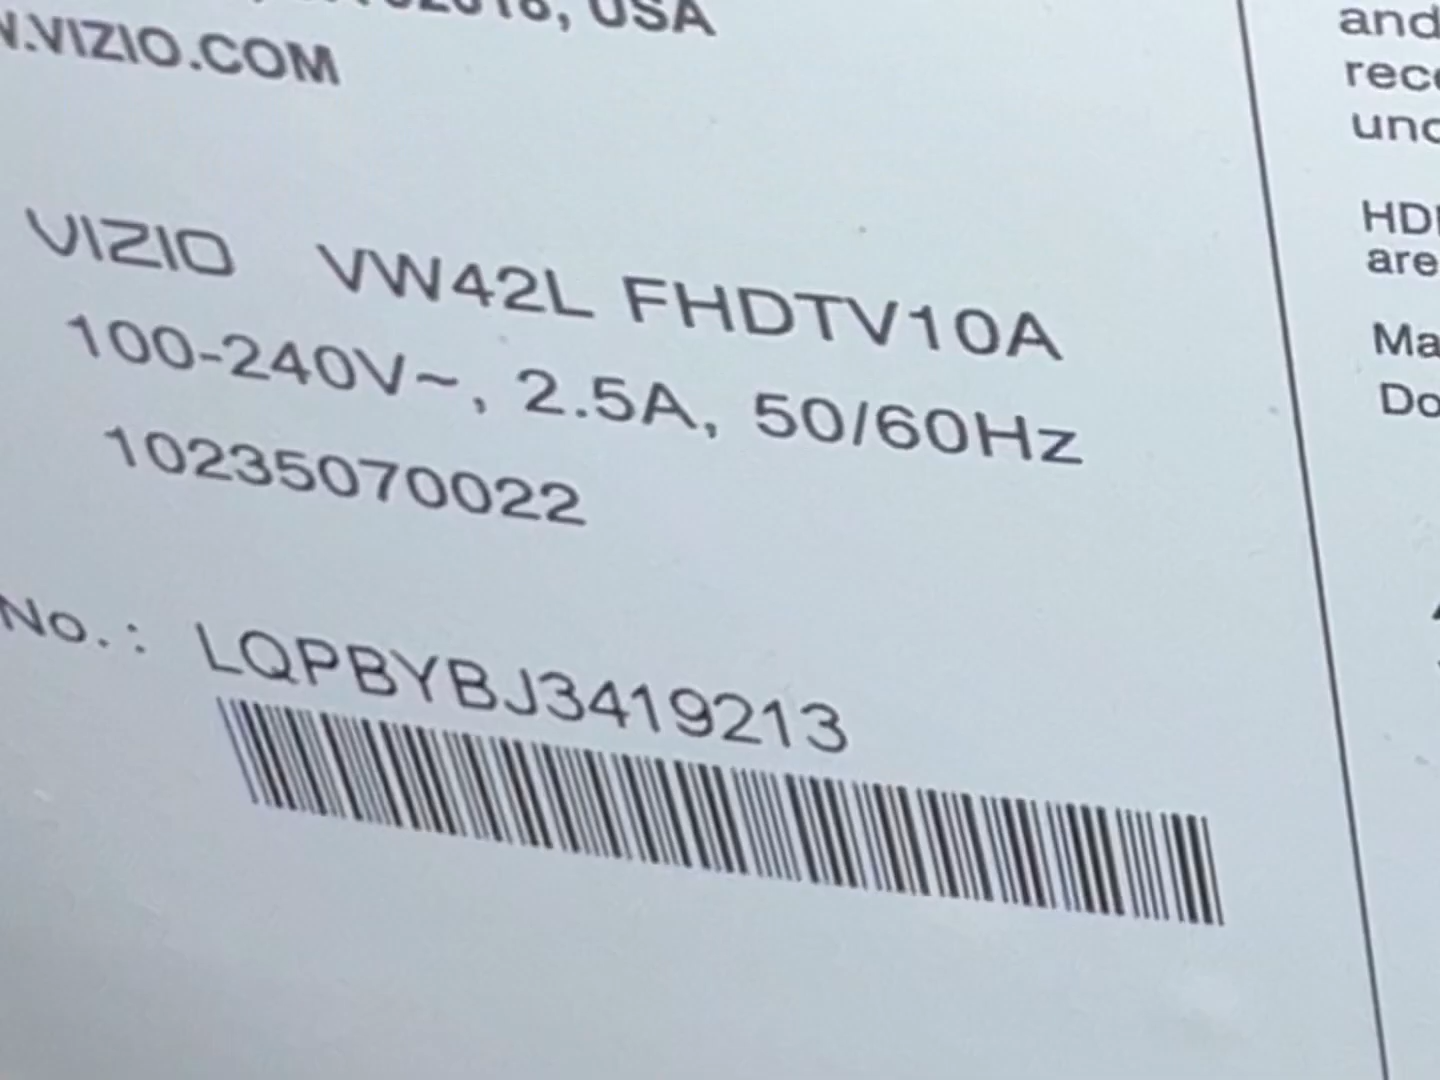 USA
W.VIZIO.COM
VIZIO VW42L FHDTV10A
100-240V~, 2.5A, 50/60Hz
10235070022
No.: LQPBYBJ3419213
and
rece
und
HD
are
Ma
Do